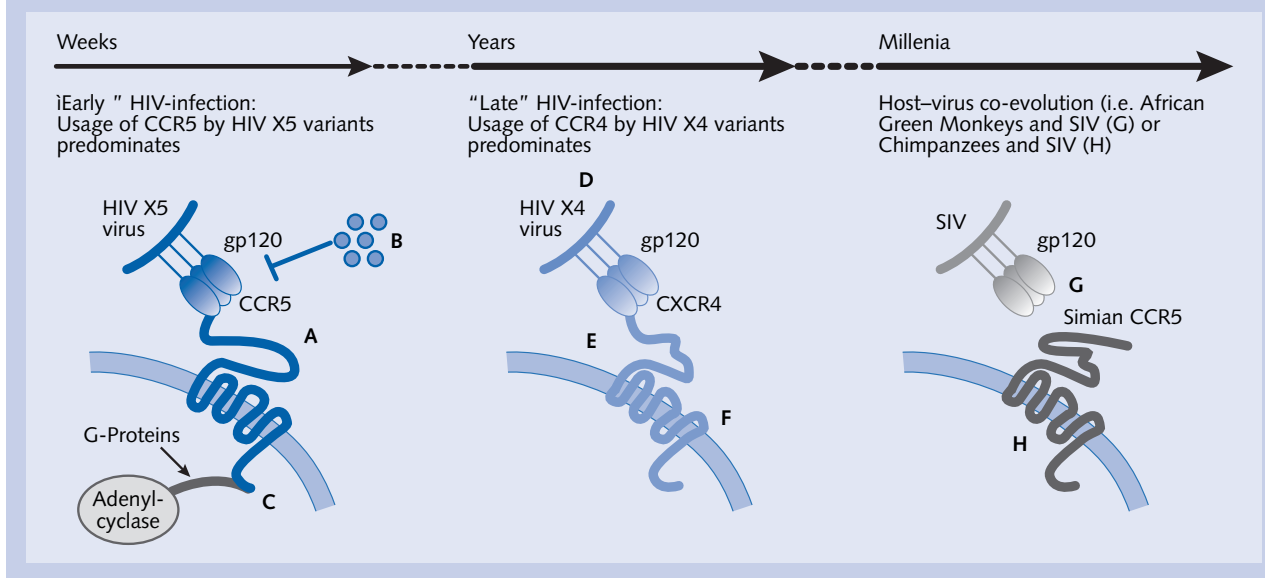 Weeks
ìEarly ” HIV-infection:
Usage of CCR5 by HIV X5 variants
predominates
HIV X5
virus
gp120
B
CCR5
A
G-Proteins
Adenyl-
cyclase
C
Years
“Late” HIV-infection:
Usage of CCR4 by HIV X4 variants
predominates
D
HIV X4
virus
gp120
CXCR4
E
F
Millenia
Host–virus co-evolution (i.e. African
Green Monkeys and SIV (G) or
Chimpanzees and SIV (H)
SIV
gp120
G
Simian CCR5
H